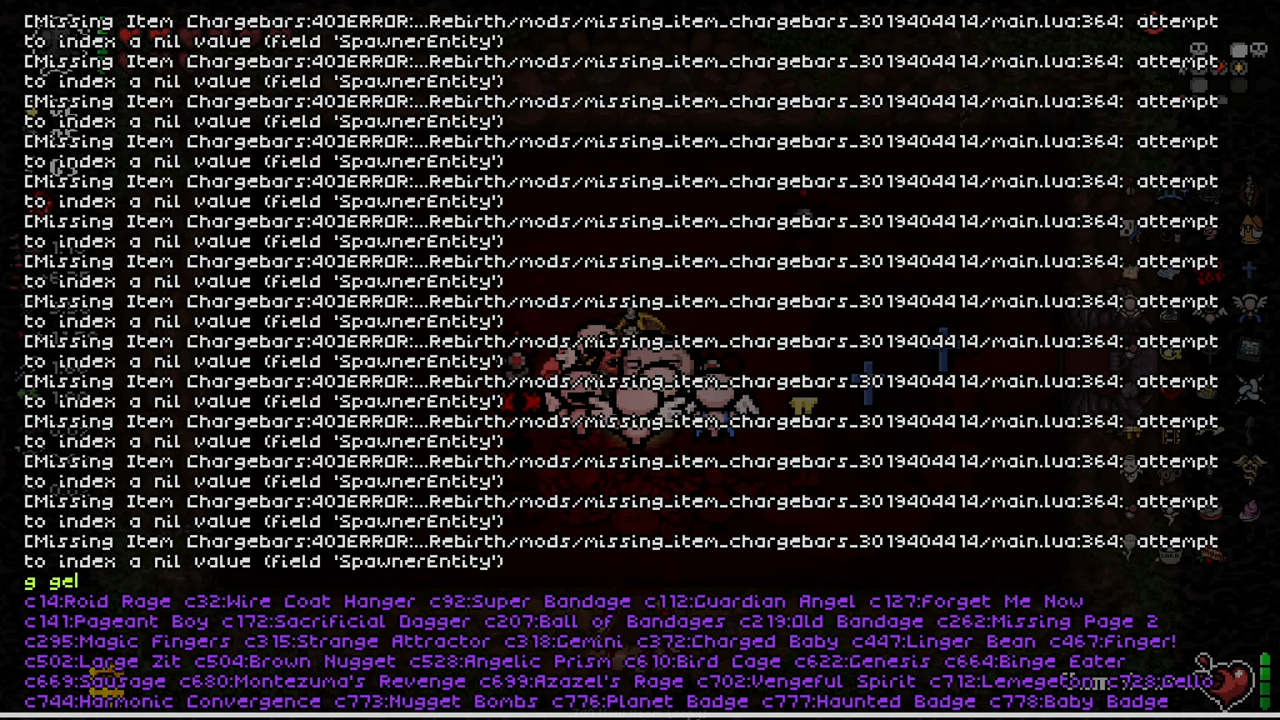 [Missing Item Chargebars:40]ERROR:...Rebirth/mods/missing_item_chargebars_3019404414/main.lua:364: attempt
to index a nil value (field 'SpawnerEntity')
[Missing Item Chargebars:40]ERROR:...Rebirth/mods/missing_item_chargebars_3019404414/main.lua:364: attempt
to index a nil value (field 'SpawnerEntity')
[Missing Item Chargebars:40]ERROR:...Rebirth/mods/missing_item_chargebars_3019404414/main.lua:364: attempt
to index a nil value (field 'SpawnerEntity')
[Missing Item Chargebars:40]ERROR:...Rebirth/mods/missing_item_chargebars_3019404414/main.lua:364: attempt
to index a nil value (field 'SpawnerEntity')
[Missing Item Chargebars:40]ERROR:...Rebirth/mods/missing_item_chargebars_3019404414/main.lua:364: attempt
to index a nil value (field 'SpawnerEntity')
[Missing Item Chargebars:40]ERROR:...Rebirth/mods/missing_item_chargebars_3019404414/main.lua:364: attempt
to index a nil value (field 'SpawnerEntity')
[Missing Item Chargebars:40]ERROR:...Rebirth/mods/missing_item_chargebars_3019404414/main.lua:364: attempt
to index a nil value (field 'SpawnerEntity')
[Missing Item Chargebars:40]ERROR:...Rebirth/mods/missing_item_chargebars_3019404414/main.lua:364: attempt
to index a nil value (field 'SpawnerEntity')
[Missing Item Chargebars:40]ERROR:...Rebirth/mods/missing_item_chargebars_3019404414/main.lua:364: attempt
to index a nil value (field 'SpawnerEntity')
[Missing Item Chargebars:40]ERROR:...Rebirth/mods/missing_item_chargebars_3019404414/main.lua:364: attempt
to index a nil value (field 'SpawnerEntity')
[Missing Item Chargebars:40]ERROR:...Rebirth/mods/missing_item_chargebars_3019404414/main.lua:364: attempt
to index a nil value (field 'SpawnerEntity')
[Missing Item Chargebars:40]ERROR:...Rebirth/mods/missing_item_chargebars_3019404414/main.lua:364: attempt
to index a nil value (field 'SpawnerEntity')
[Missing Item Chargebars:40]ERROR:...Rebirth/mods/missing_item_chargebars_3019404414/main.lua:364: attempt
to index a nil value (field 'SpawnerEntity')
[Missing Item Chargebars:40]ERROR:...Rebirth/mods/missing_item_chargebars_3019404414/main.lua:364: attempt
to index a nil value (field 'SpawnerEntity')
g gel
c14:Roid Rage c32:Wire Coat Hanger c92:Super Bandage c112:Guardian Angel c127:Forget Me Now
c141:Pageant Boy c172:Sacrificial Dagger c207:Ball of Bandages c219:Old Bandage c262:Missing Page 2
c295:Magic Fingers c315:Strange Attractor c318:Gemini c372:Charged Baby c447:Linger Bean c467:Finger!
c502:Large Zit c504:Brown Nugget c528:Angelic Prism c610:Bird Cage c622:Genesis c664:Binge Eater
c669:Sausage c680:Montezuma's Revenge c699:Azazel's Rage c702:Vengeful Spirit c712:Lemegeton c728:Gello
c744:Harmonic Convergence c773:Nugget Bombs c776:Planet Badge c777:Haunted Badge c778:Baby Badge